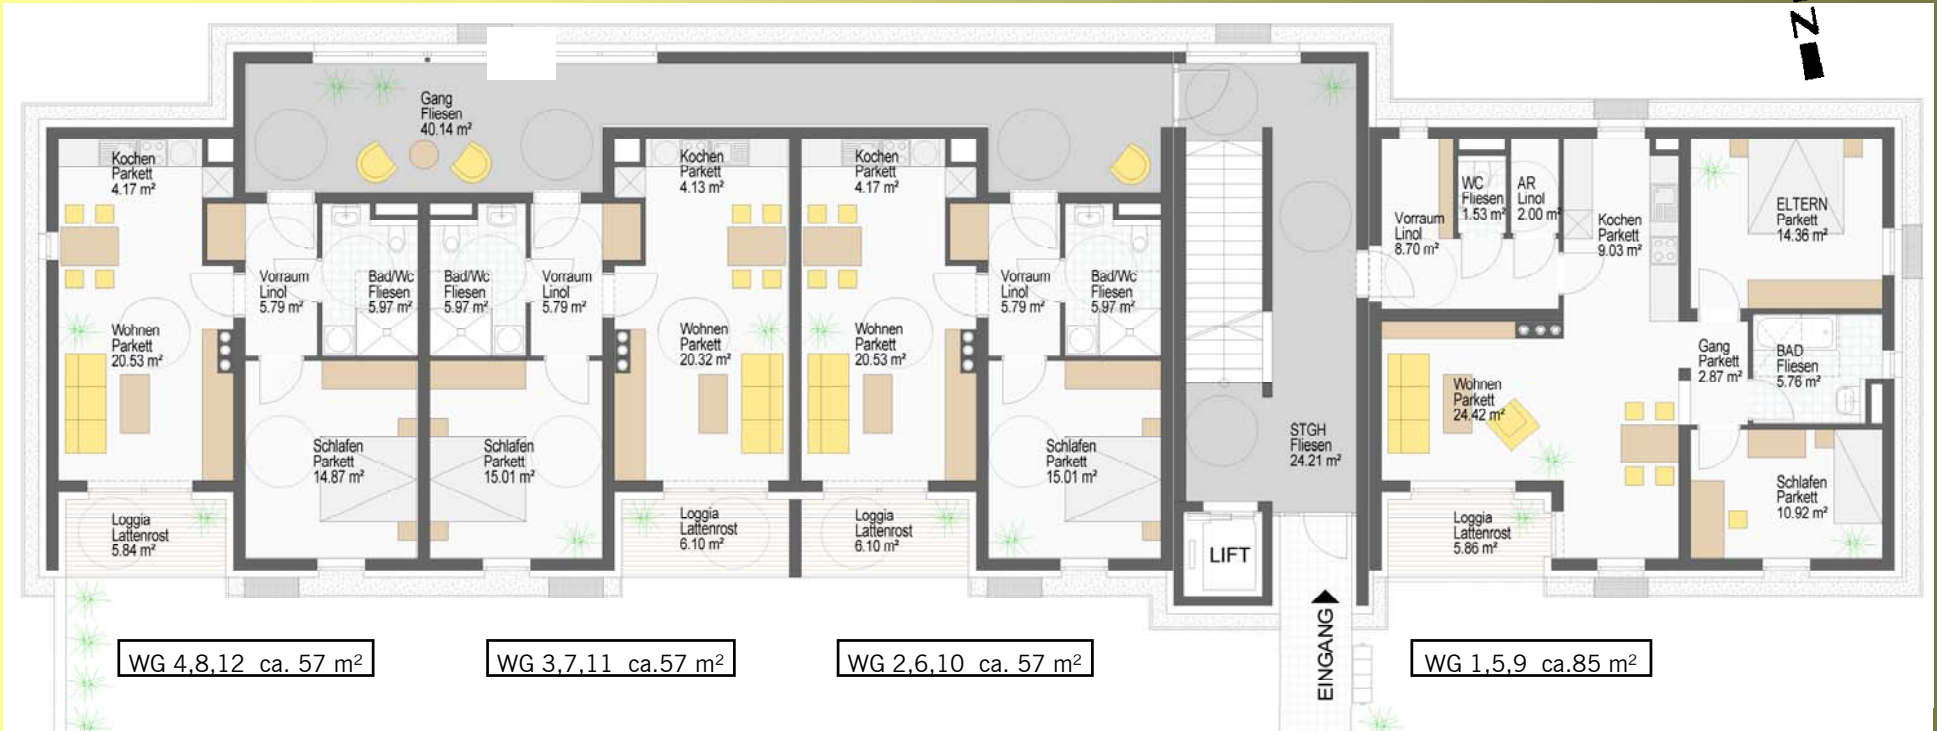 N
Gang
Fliesen
40.14 m²
Kochen
Parkett
4.17 m²
Wohnen
Parkett
20.53 m²
Vorraum
Linol
5.79 m²
Bad/Wc
Fliesen
5.97 m²
Schlafen
Parkett
14.87 m²
Loggia
Lattenrost
5.84 m²
Bad/Wc
Fliesen
5.97 m²
Vorraum
Linol
5.79 m²
Kochen
Parkett
4.13 m²
Wohnen
Parkett
20.32 m²
Schlafen
Parkett
15.01 m²
Loggia
Lattenrost
6.10 m²
Kochen
Parkett
4.17 m²
Wohnen
Parkett
20.53 m²
Vorraum
Linol
5.79 m²
Bad/Wc
Fliesen
5.97 m²
Schlafen
Parkett
15.01 m²
Loggia
Lattenrost
6.10 m²
STGH
Fliesen
24.21 m²
LIFT
EINGANG
Vorraum
Linol
8.70 m²
WC
Fliesen
1.53 m²
AR
Linol
2.00 m²
Kochen
Parkett
9.03 m²
ELTERN
Parkett
14.36 m²
Wohnen
Parkett
24.42 m²
Gang
Parkett
2.87 m²
BAD
Fliesen
5.76 m²
Schlafen
Parkett
10.92 m²
Loggia
Lattenrost
5.86 m²
WG 4,8,12 ca. 57 m²
WG 3,7,11 ca.57 m²
WG 2,6,10 ca. 57 m²
WG 1,5,9 ca.85 m²